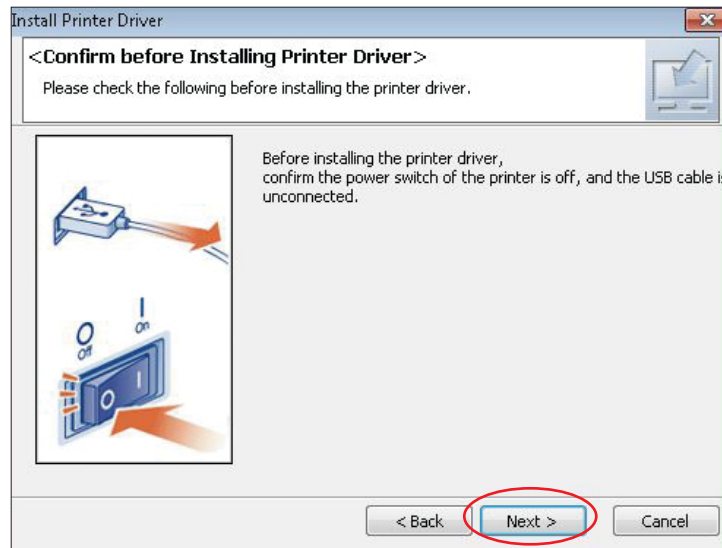 Install Printer Driver
<Confirm before Installing Printer Driver>
Please check the following before installing the printer driver.
Before installing the printer driver,
confirm the power switch of the printer is off, and the USB cable is
unconnected.
I
On
O
Off
I
O
< Back
Next >
Cancel